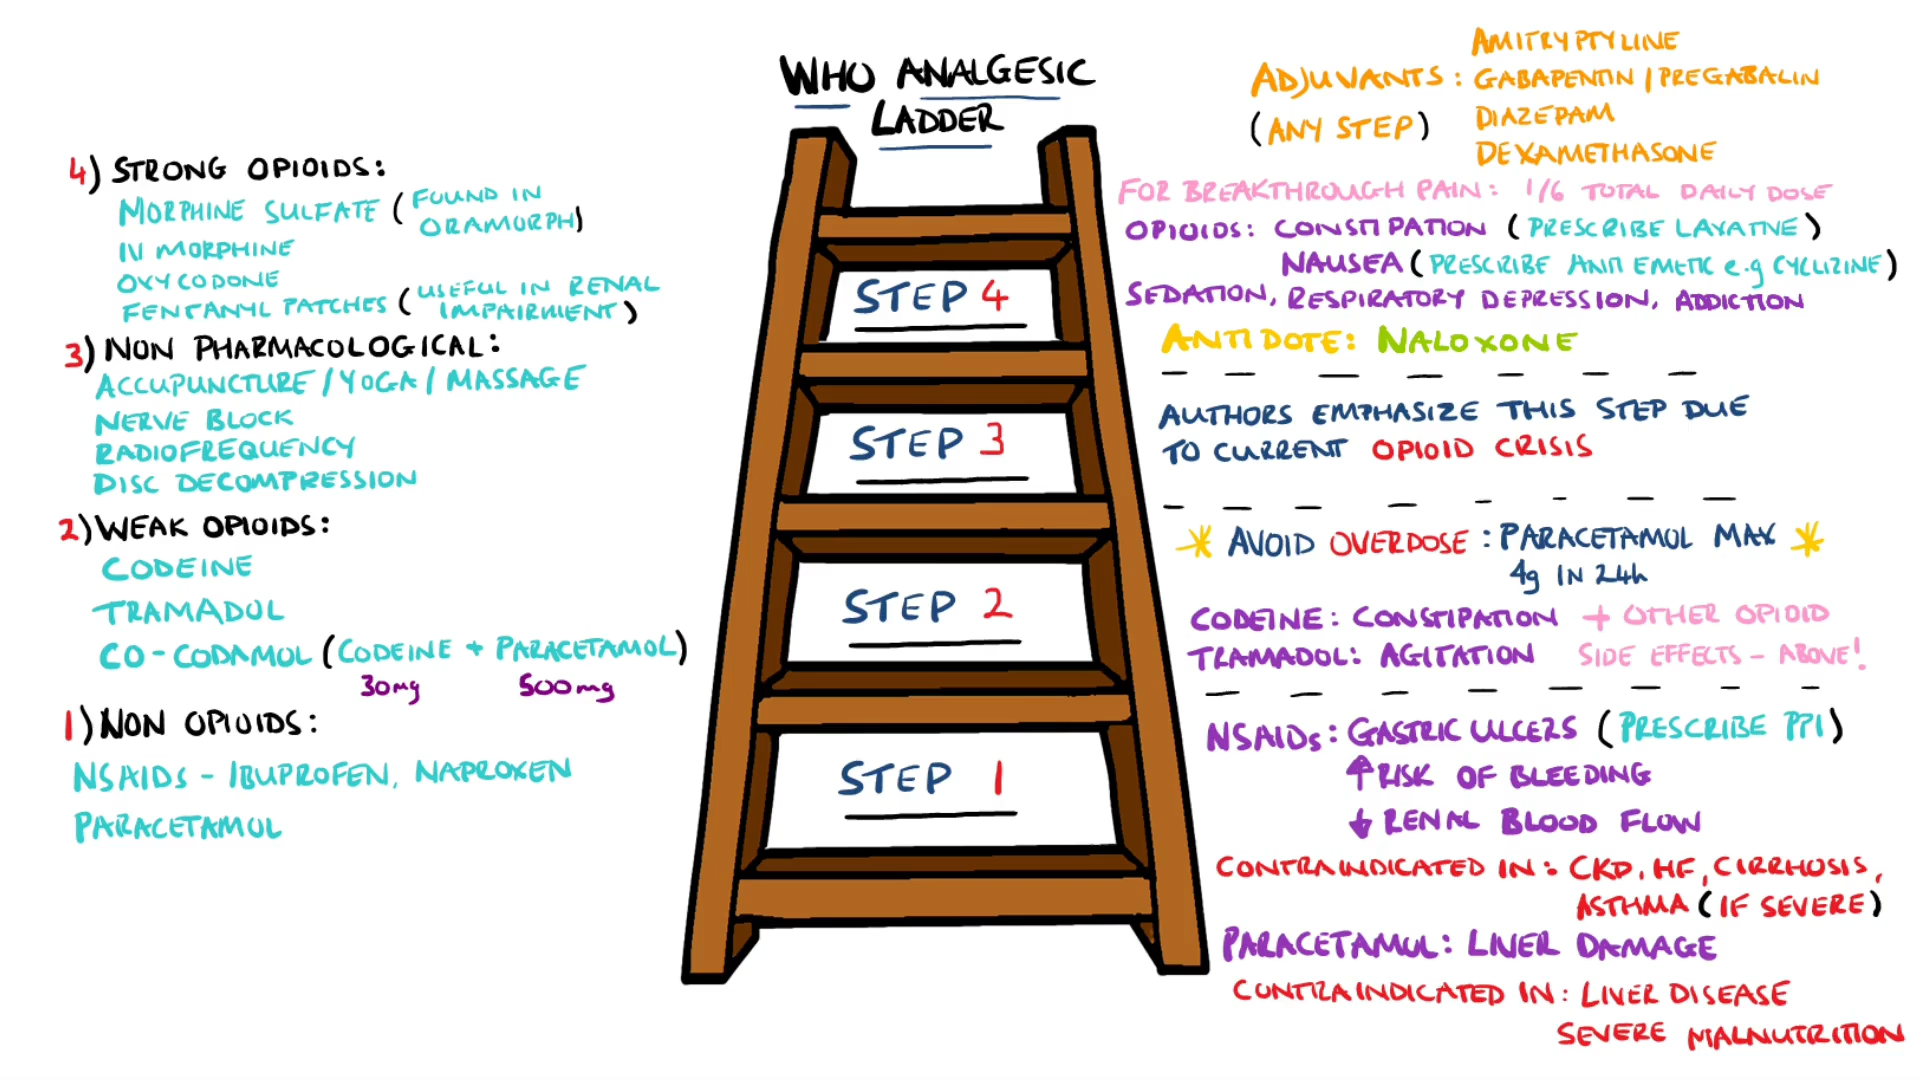 WHO ANALGESIC
LADDER
4) STRONG OPIOIDS:
MORPHINE SULFATE (FOUND IN
ORAMORPH)
IV MORPHINE
OXYCODONE
FENTANYL PATCHES (USEFUL IN RENAL
IMPAIRMENT)
3) NON PHARMACOLOGICAL:
ACCUPUNCTURE / YOGA / MASSAGE
NERVE BLOCK
RADIOFREQUENCY
DISC DECOMPRESSION
2) WEAK OPIOIDS:
CODEINE
TRAMADOL
CO-CODAMOL (CODEINE + PARACETAMOL)
30mg 500mg
1) NON OPIOIDS:
NSAIDS - IBUPROFEN, NAPROXEN
PARACETAMOL
STEP 4
STEP 3
STEP 2
STEP 1
AMITRYPTYLINE
ADJUVANTS: GABAPENTIN / PREGABALIN
(ANY STEP) DIAZEPAM
DEXAMETHASONE
FOR BREAKTHROUGH PAIN: 1/6 TOTAL DAILY DOSE
OPIOIDS: CONSTIPATION (PRESCRIBE LAXATIVE)
NAUSEA (PRESCRIBE ANTI EMETIC e.g CYCLIZINE)
SEDATION, RESPIRATORY DEPRESSION, ADDICTION
ANTIDOTE: NALOXONE
AUTHORS EMPHASIZE THIS STEP DUE
TO CURRENT OPIOID CRISIS
AVOID OVERDOSE: PARACETAMOL MAX
4g IN 24h
CODEINE: CONSTIPATION + OTHER OPIOID
TRAMADOL: AGITATION SIDE EFFECTS - ABOVE!
NSAIDs: GASTRIC ULCERS (PRESCRIBE PPI)
↑ RISK OF BLEEDING
↓ RENAL BLOOD FLOW
CONTRAINDICATED IN: CKD, HF, CIRRHOSIS,
ASTHMA (IF SEVERE)
PARACETAMOL: LIVER DAMAGE
CONTRAINDICATED IN: LIVER DISEASE
SEVERE MALNUTRITION